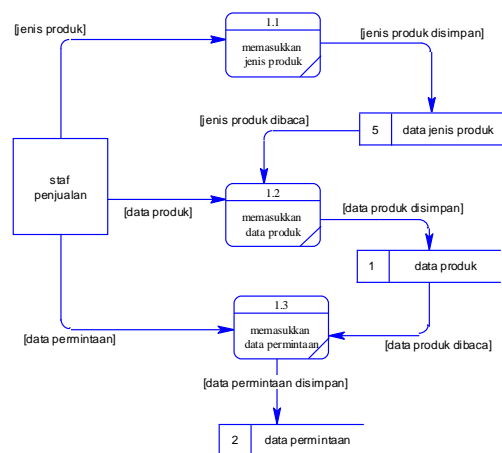 [jenis produk]
1.1
memasukkan
jenis produk
[jenis produk disimpan]
[jenis produk dibaca]
5 data jenis produk
staf
penjualan
1.2
memasukkan
data produk
[data produk]
[data produk disimpan]
1 data produk
1.3
memasukkan
data permintaan
[data permintaan]
[data produk dibaca]
[data permintaan disimpan]
2 data permintaan